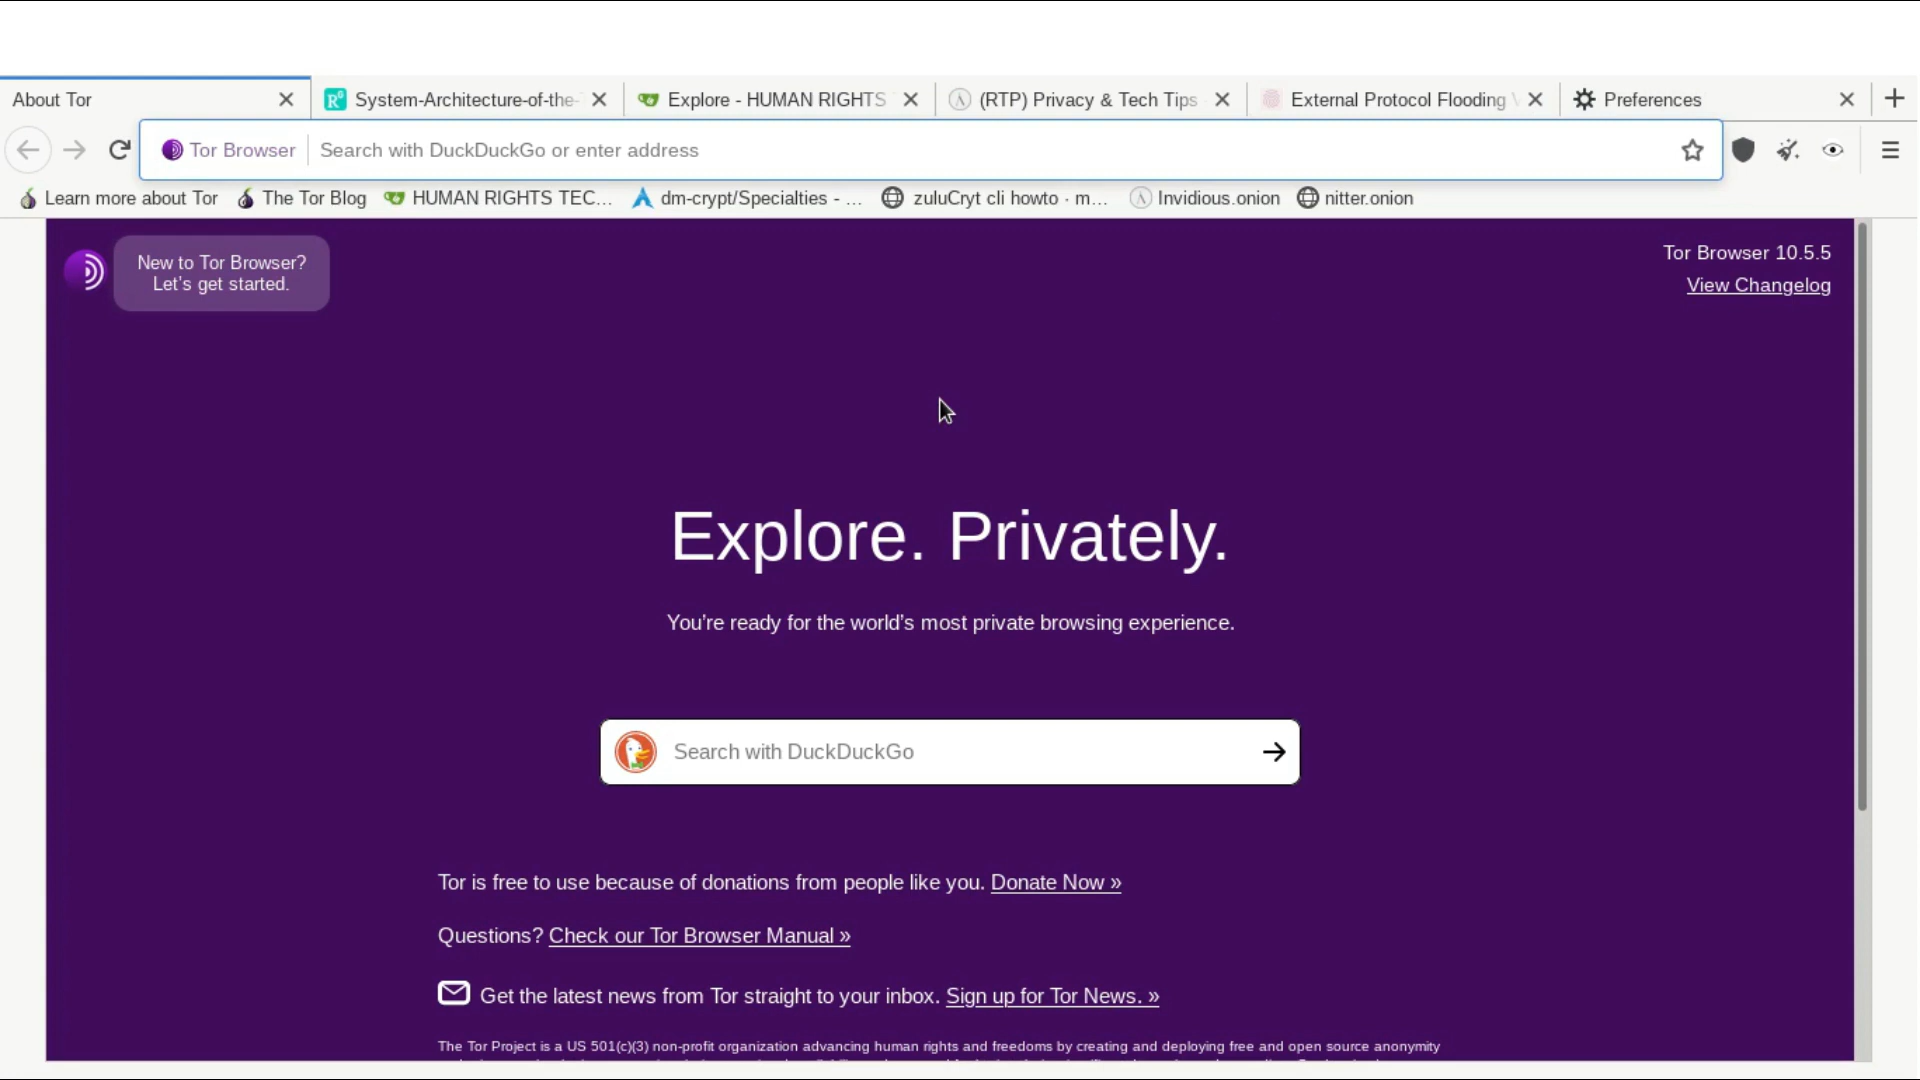 About Tor
System-Architecture-of-the-
Explore - HUMAN RIGHTS
(RTP) Privacy & Tech Tips
External Protocol Flooding
Preferences
Tor Browser
Search with DuckDuckGo or enter address
Learn more about Tor
The Tor Blog
HUMAN RIGHTS TEC...
dm-crypt/Specialties - ...
zuluCryt cli howto · m...
Invidious.onion
nitter.onion
New to Tor Browser?
Let's get started.
Tor Browser 10.5.5
View Changelog
Explore. Privately.
You're ready for the world's most private browsing experience.
Search with DuckDuckGo
Tor is free to use because of donations from people like you. Donate Now »
Questions? Check our Tor Browser Manual »
Get the latest news from Tor straight to your inbox. Sign up for Tor News. »
The Tor Project is a US 501(c)(3) non-profit organization advancing human rights and freedoms by creating and deploying free and open source anonymity